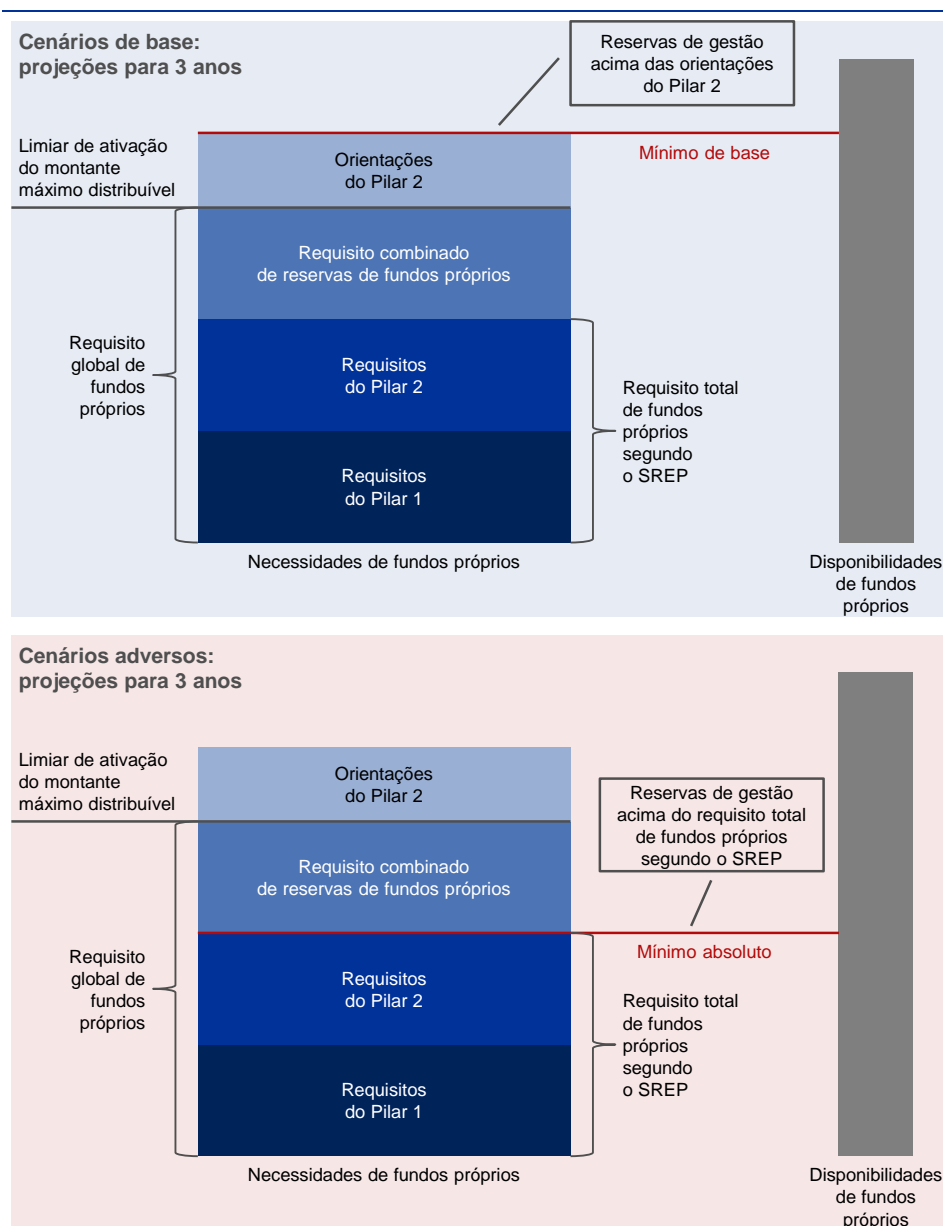 Cenários de base:
projeções para 3 anos
Reservas de gestão
acima das orientações
do Pilar 2
Limiar de ativação
do montante
máximo distribuível
Orientações
do Pilar 2
Mínimo de base
Requisito combinado
de reservas de fundos próprios
Requisito
global de
fundos
próprios
Requisitos
do Pilar 2
Requisito total
de fundos
próprios
segundo
o SREP
Requisitos
do Pilar 1
Necessidades de fundos próprios
Disponibilidades
de fundos
próprios
Cenários adversos:
projeções para 3 anos
Limiar de ativação
do montante
máximo distribuível
Orientações
do Pilar 2
Reservas de gestão
acima do requisito total
de fundos próprios
segundo o SREP
Requisito combinado
de reservas de fundos próprios
Mínimo absoluto
Requisito
global de
fundos
próprios
Requisitos
do Pilar 2
Requisito total
de fundos
próprios
segundo
o SREP
Requisitos
do Pilar 1
Necessidades de fundos próprios
Disponibilidades
de fundos
próprios